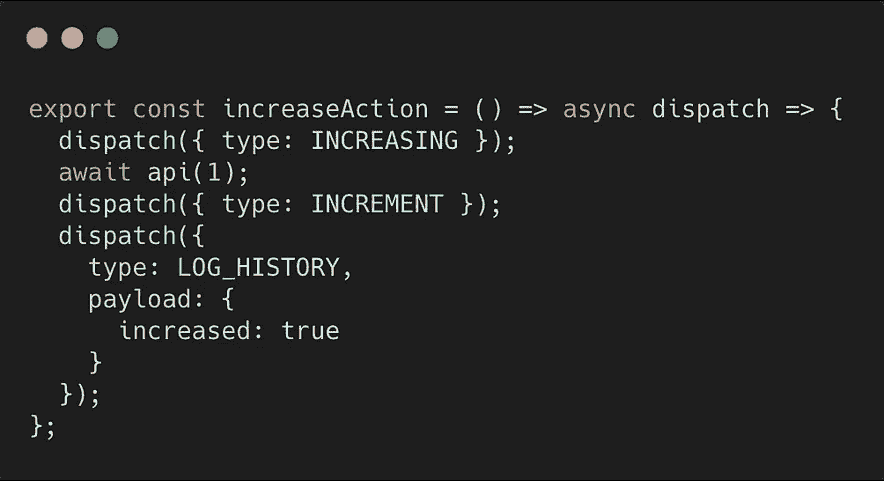 export const increaseAction = () => async dispatch => {
  dispatch({ type: INCREASING });
  await api(1);
  dispatch({ type: INCREMENT });
  dispatch({
    type: LOG_HISTORY,
    payload: {
      increased: true
    }
  });
};